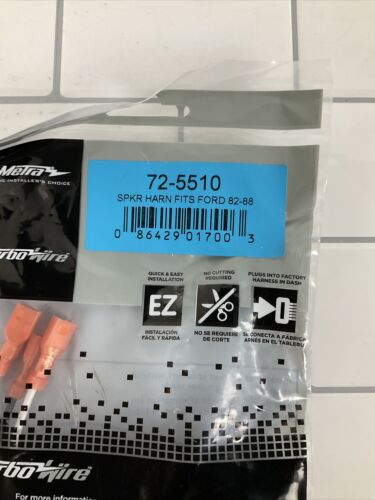 Metra
THE INSTALLER'S CHOICE
72-5510
SPKR HARN FITS FORD 82-88
0 86429 01700 3
QUICK & EASY
INSTALLATION
NO CUTTING
REQUIRED
PLUGS INTO FACTORY
HARNESS IN DASH
EZ
INSTALACIÓN
FÁCIL Y RÁPIDA
NO SE REQUIERE
DE CORTE
SE CONECTA A FÁBRICA
ARNÉS EN EL TABLERO
For more information